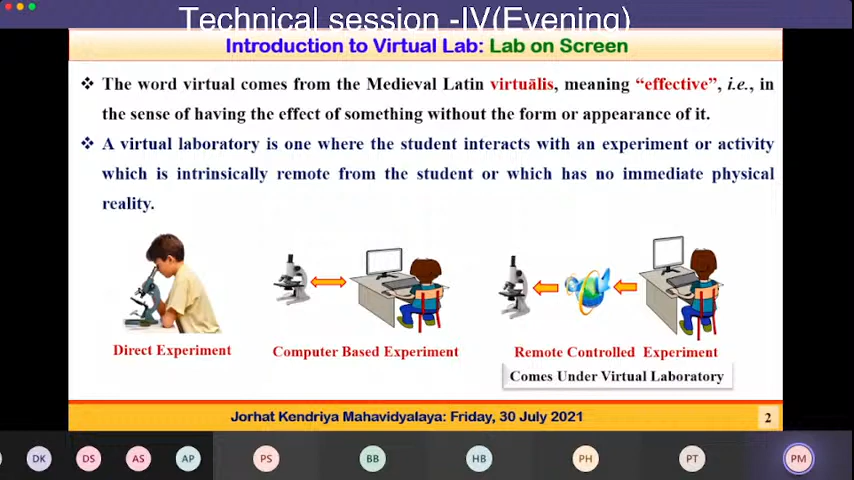 Technical session -IV(Evening)
Introduction to Virtual Lab: Lab on Screen
❖ The word virtual comes from the Medieval Latin virtuālis, meaning “effective”, i.e., in
the sense of having the effect of something without the form or appearance of it.
❖ A virtual laboratory is one where the student interacts with an experiment or activity
which is intrinsically remote from the student or which has no immediate physical
reality.
Direct Experiment
Computer Based Experiment
Remote Controlled Experiment
Comes Under Virtual Laboratory
Jorhat Kendriya Mahavidyalaya: Friday, 30 July 2021
2
DK DS AS AP PS BB HB PH PT PM